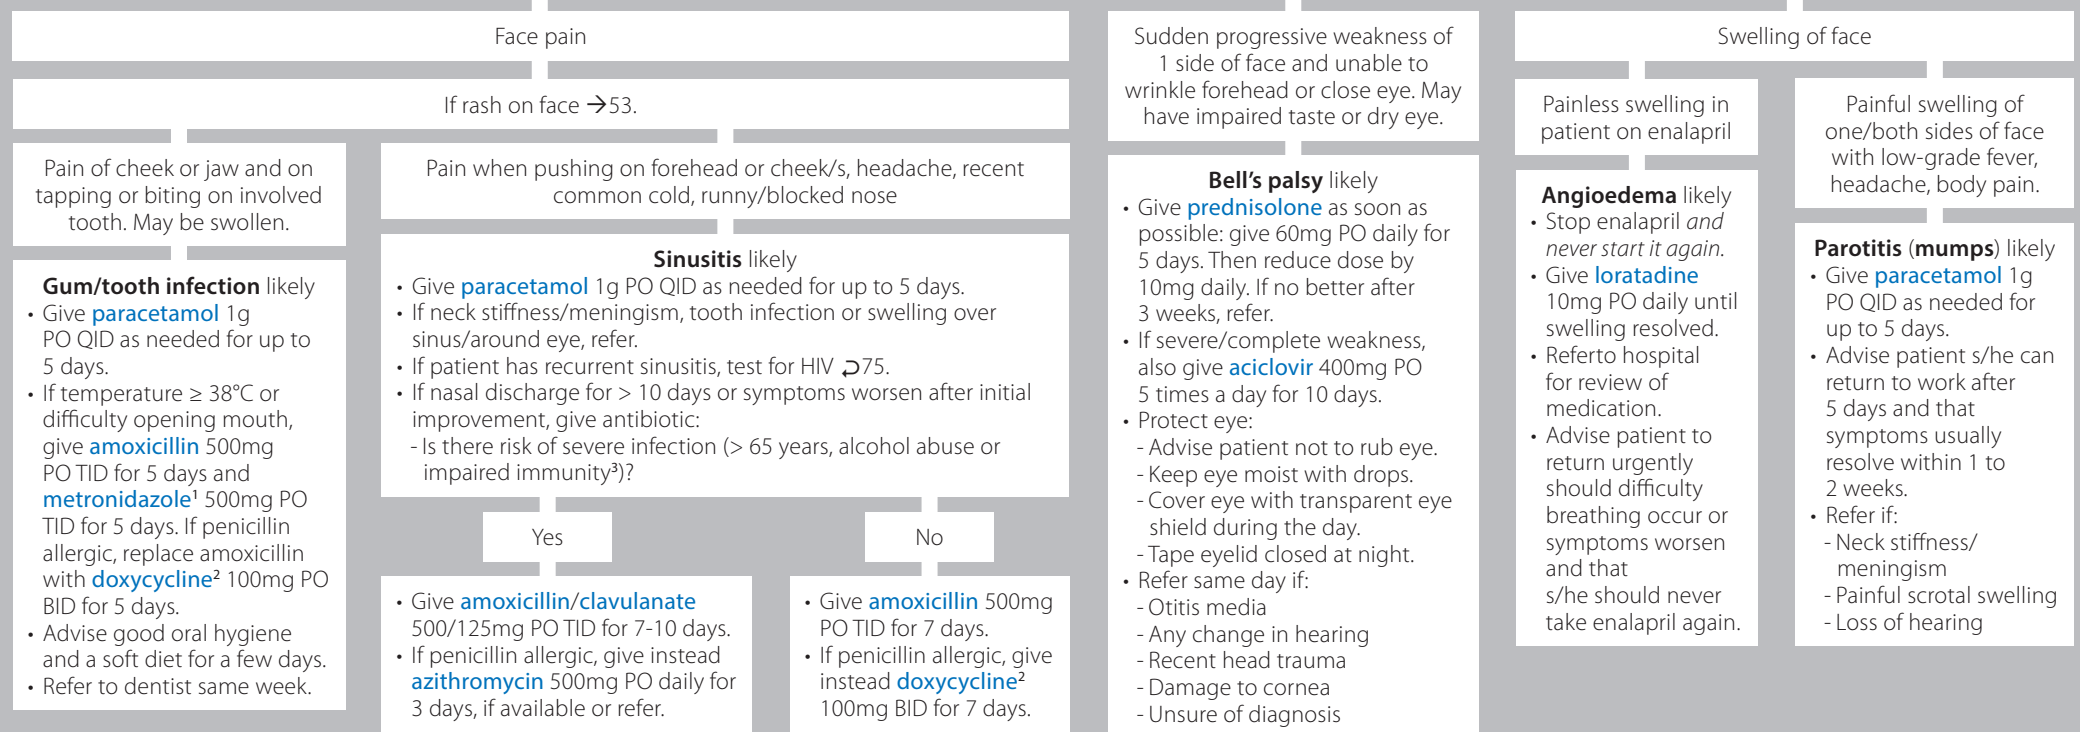 Face pain
If rash on face →53.
Pain of cheek or jaw and on
tapping or biting on involved
tooth. May be swollen.
Gum/tooth infection likely
• Give paracetamol 1g
PO QID as needed for up to
5 days.
• If temperature ≥ 38°C or
difficulty opening mouth,
give amoxicillin 500mg
PO TID for 5 days and
metronidazole¹ 500mg PO
TID for 5 days. If penicillin
allergic, replace amoxicillin
with doxycycline² 100mg PO
BID for 5 days.
• Advise good oral hygiene
and a soft diet for a few days.
• Refer to dentist same week.
Pain when pushing on forehead or cheek/s, headache, recent
common cold, runny/blocked nose
Sinusitis likely
• Give paracetamol 1g PO QID as needed for up to 5 days.
• If neck stiffness/meningism, tooth infection or swelling over
sinus/around eye, refer.
• If patient has recurrent sinusitis, test for HIV ⮌75.
• If nasal discharge for > 10 days or symptoms worsen after initial
improvement, give antibiotic:
- Is there risk of severe infection (> 65 years, alcohol abuse or
impaired immunity³)?
Yes
• Give amoxicillin/clavulanate
500/125mg PO TID for 7-10 days.
• If penicillin allergic, give instead
azithromycin 500mg PO daily for
3 days, if available or refer.
No
• Give amoxicillin 500mg
PO TID for 7 days.
• If penicillin allergic, give
instead doxycycline²
100mg BID for 7 days.
Sudden progressive weakness of
1 side of face and unable to
wrinkle forehead or close eye. May
have impaired taste or dry eye.
Bell's palsy likely
• Give prednisolone as soon as
possible: give 60mg PO daily for
5 days. Then reduce dose by
10mg daily. If no better after
3 weeks, refer.
• If severe/complete weakness,
also give aciclovir 400mg PO
5 times a day for 10 days.
• Protect eye:
- Advise patient not to rub eye.
- Keep eye moist with drops.
- Cover eye with transparent eye
shield during the day.
- Tape eyelid closed at night.
• Refer same day if:
- Otitis media
- Any change in hearing
- Recent head trauma
- Damage to cornea
- Unsure of diagnosis
Swelling of face
Painless swelling in
patient on enalapril
Angioedema likely
• Stop enalapril and
never start it again.
• Give loratadine
10mg PO daily until
swelling resolved.
• Referto hospital
for review of
medication.
• Advise patient to
return urgently
should difficulty
breathing occur or
symptoms worsen
and that
s/he should never
take enalapril again.
Painful swelling of
one/both sides of face
with low-grade fever,
headache, body pain.
Parotitis (mumps) likely
• Give paracetamol 1g
PO QID as needed for
up to 5 days.
• Advise patient s/he can
return to work after
5 days and that
symptoms usually
resolve within 1 to
2 weeks.
• Refer if:
- Neck stiffness/
meningism
- Painful scrotal swelling
- Loss of hearing